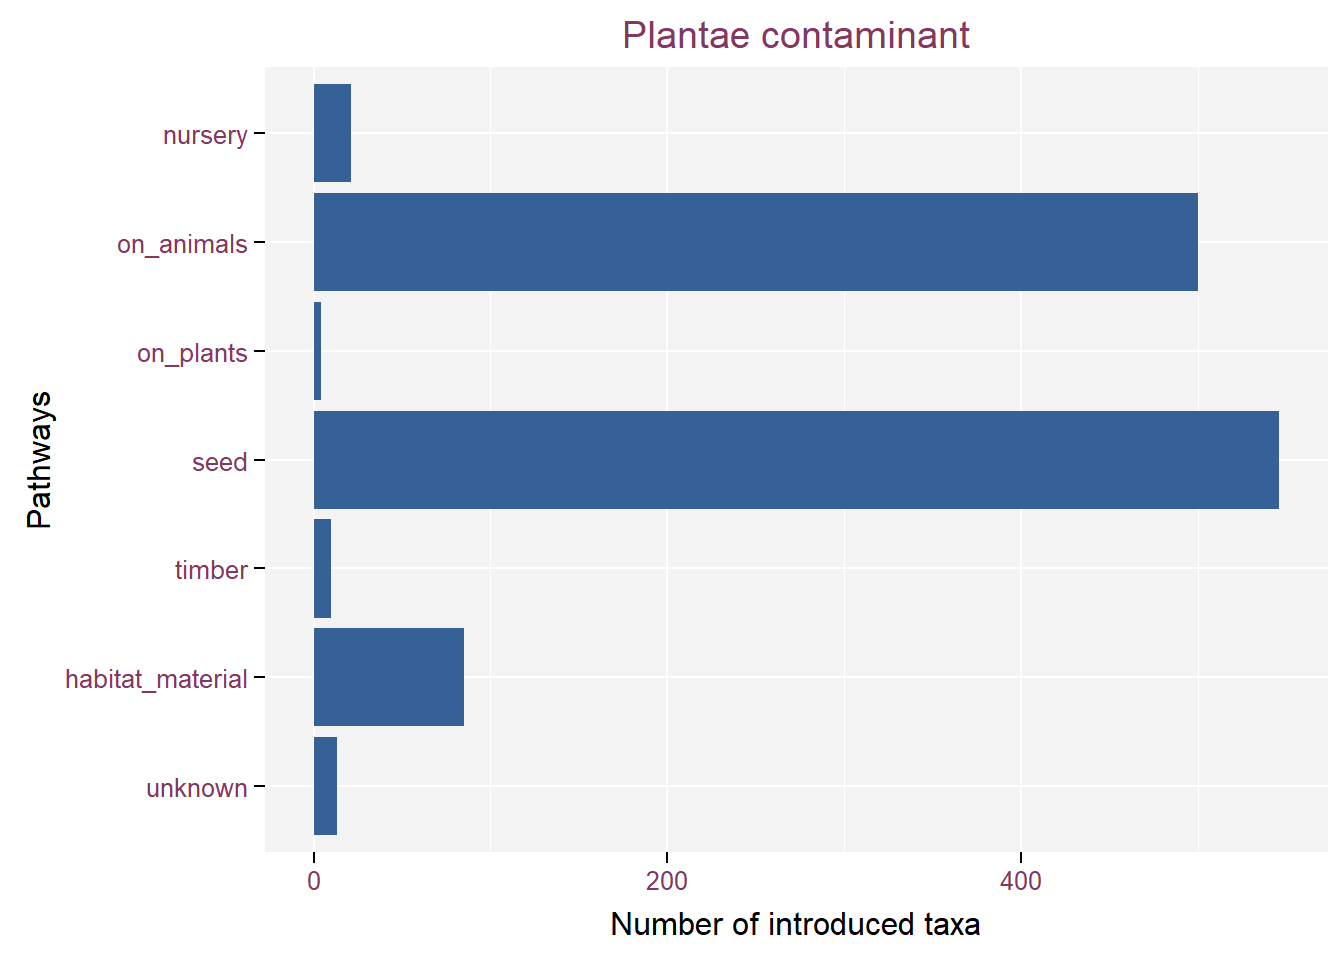 Plantae contaminant
nursery
on_animals
on_plants
seed
timber
habitat_material
unknown
Pathways
0 200 400
Number of introduced taxa